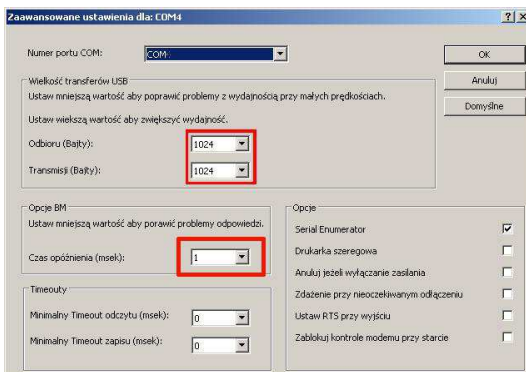 Zaawansowane ustawienia dla: COM4
Numer portu COM:
COM
OK
Anuluj
Domyślne
Wielkość transferów USB
Ustaw mniejszą wartość aby poprawić problemy z wydajnością przy małych prędkościach.
Ustaw wiekszą wartość aby zwiększyć wydajność.
Odbioru (Bajty):
1024
Transmisji (Bajty):
1024
Opcje BM
Ustaw mniejszą wartość aby porawić problemy odpowiedzi.
Czas opóżnienia (msek):
1
Timeouty
Minimalny Timeout odczytu (msek):
0
Minimalny Timeout zapisu (msek):
0
Opcje
Serial Enumerator
Drukarka szeregowa
Anuluj jeżeli wyłączanie zasilania
Zdażenie przy nieoczekiwanym odłączeniu
Ustaw RTS przy wyjściu
Zablokuj kontrole modemu przy starcie